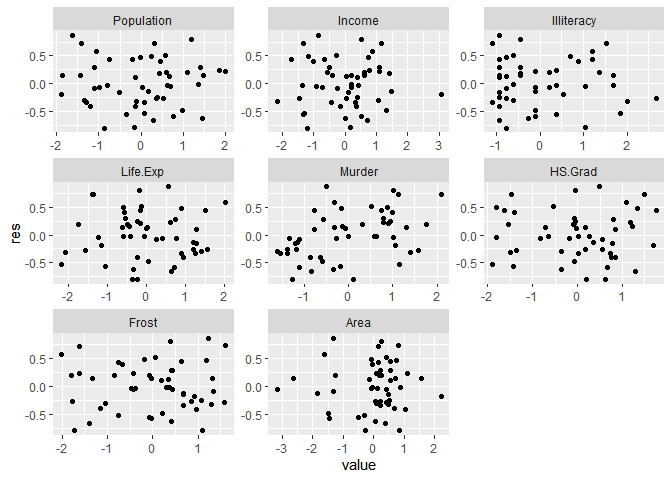 Population Income Illiteracy
0.5
0.0
-0.5
-2 -1 0 1 2
-2 -1 0 1 2 3
-1 0 1 2
Life.Exp Murder HS.Grad
0.5
0.0
-0.5
-2 -1 0 1 2
-1 0 1 2
-2 -1 0 1
Frost Area
0.5
0.0
-0.5
-2 -1 0 1
-3 -2 -1 0 1 2
res
value